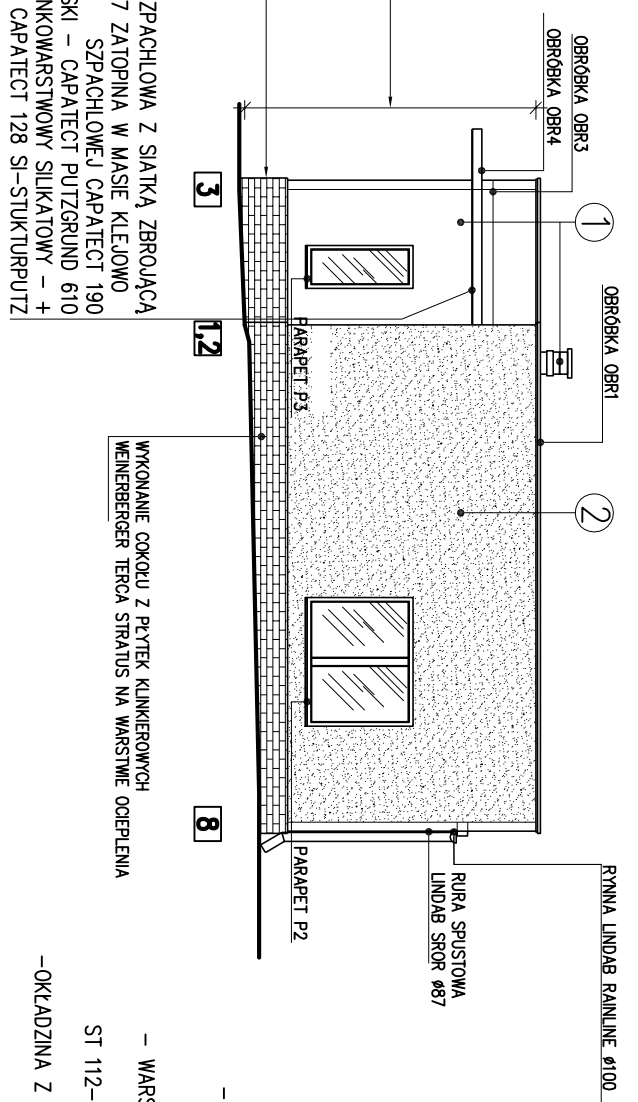 OBRÓBKA OBR3
OBRÓBKA OBR4
1
OBRÓBKA OBR1
2
RYNNA LINDAB RAINLINE ø100
RURA SPUSTOWA
LINDAB SROR ø87
PARAPET P3
PARAPET P2
3
1,2
8
WYKONANIE COKOŁU Z PŁYTEK KLINKIEROWYCH
WEINERBERGER TERCA STRATUS NA WARSTWIE OCIEPLENIA
ZPACHLOWA Z SIATKĄ ZBROJĄCĄ
7 ZATOPINA W MASIE KLEJOWO
SZPACHLOWEJ CAPATECT 190
SKI – CAPATECT PUTZGRUND 610
NKOWARSTWOWY SILIKATOWY – +
CAPATECT 128 SI–STUKTURPUTZ
–
– WARS
ST 112–
–OKŁADZINA Z